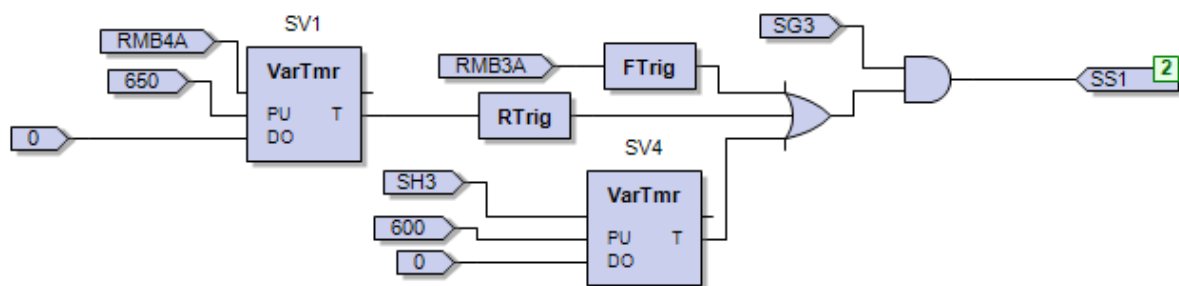 SV1
SG3
RMB4A
VarTmr
RMB3A
FTrig
SS1
2
650
PU T
RTrig
0
DO
SV4
SH3
VarTmr
600
PU T
0
DO